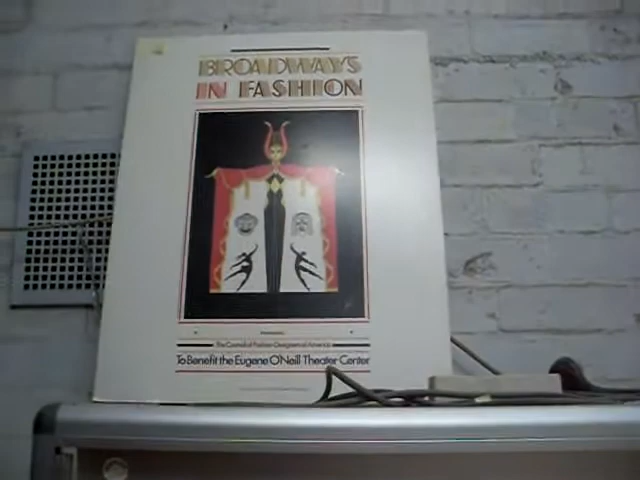 BROADWAY'S
IN FASHION
The Council of Fashion Designers of America
To Benefit the Eugene O'Neill Theater Center